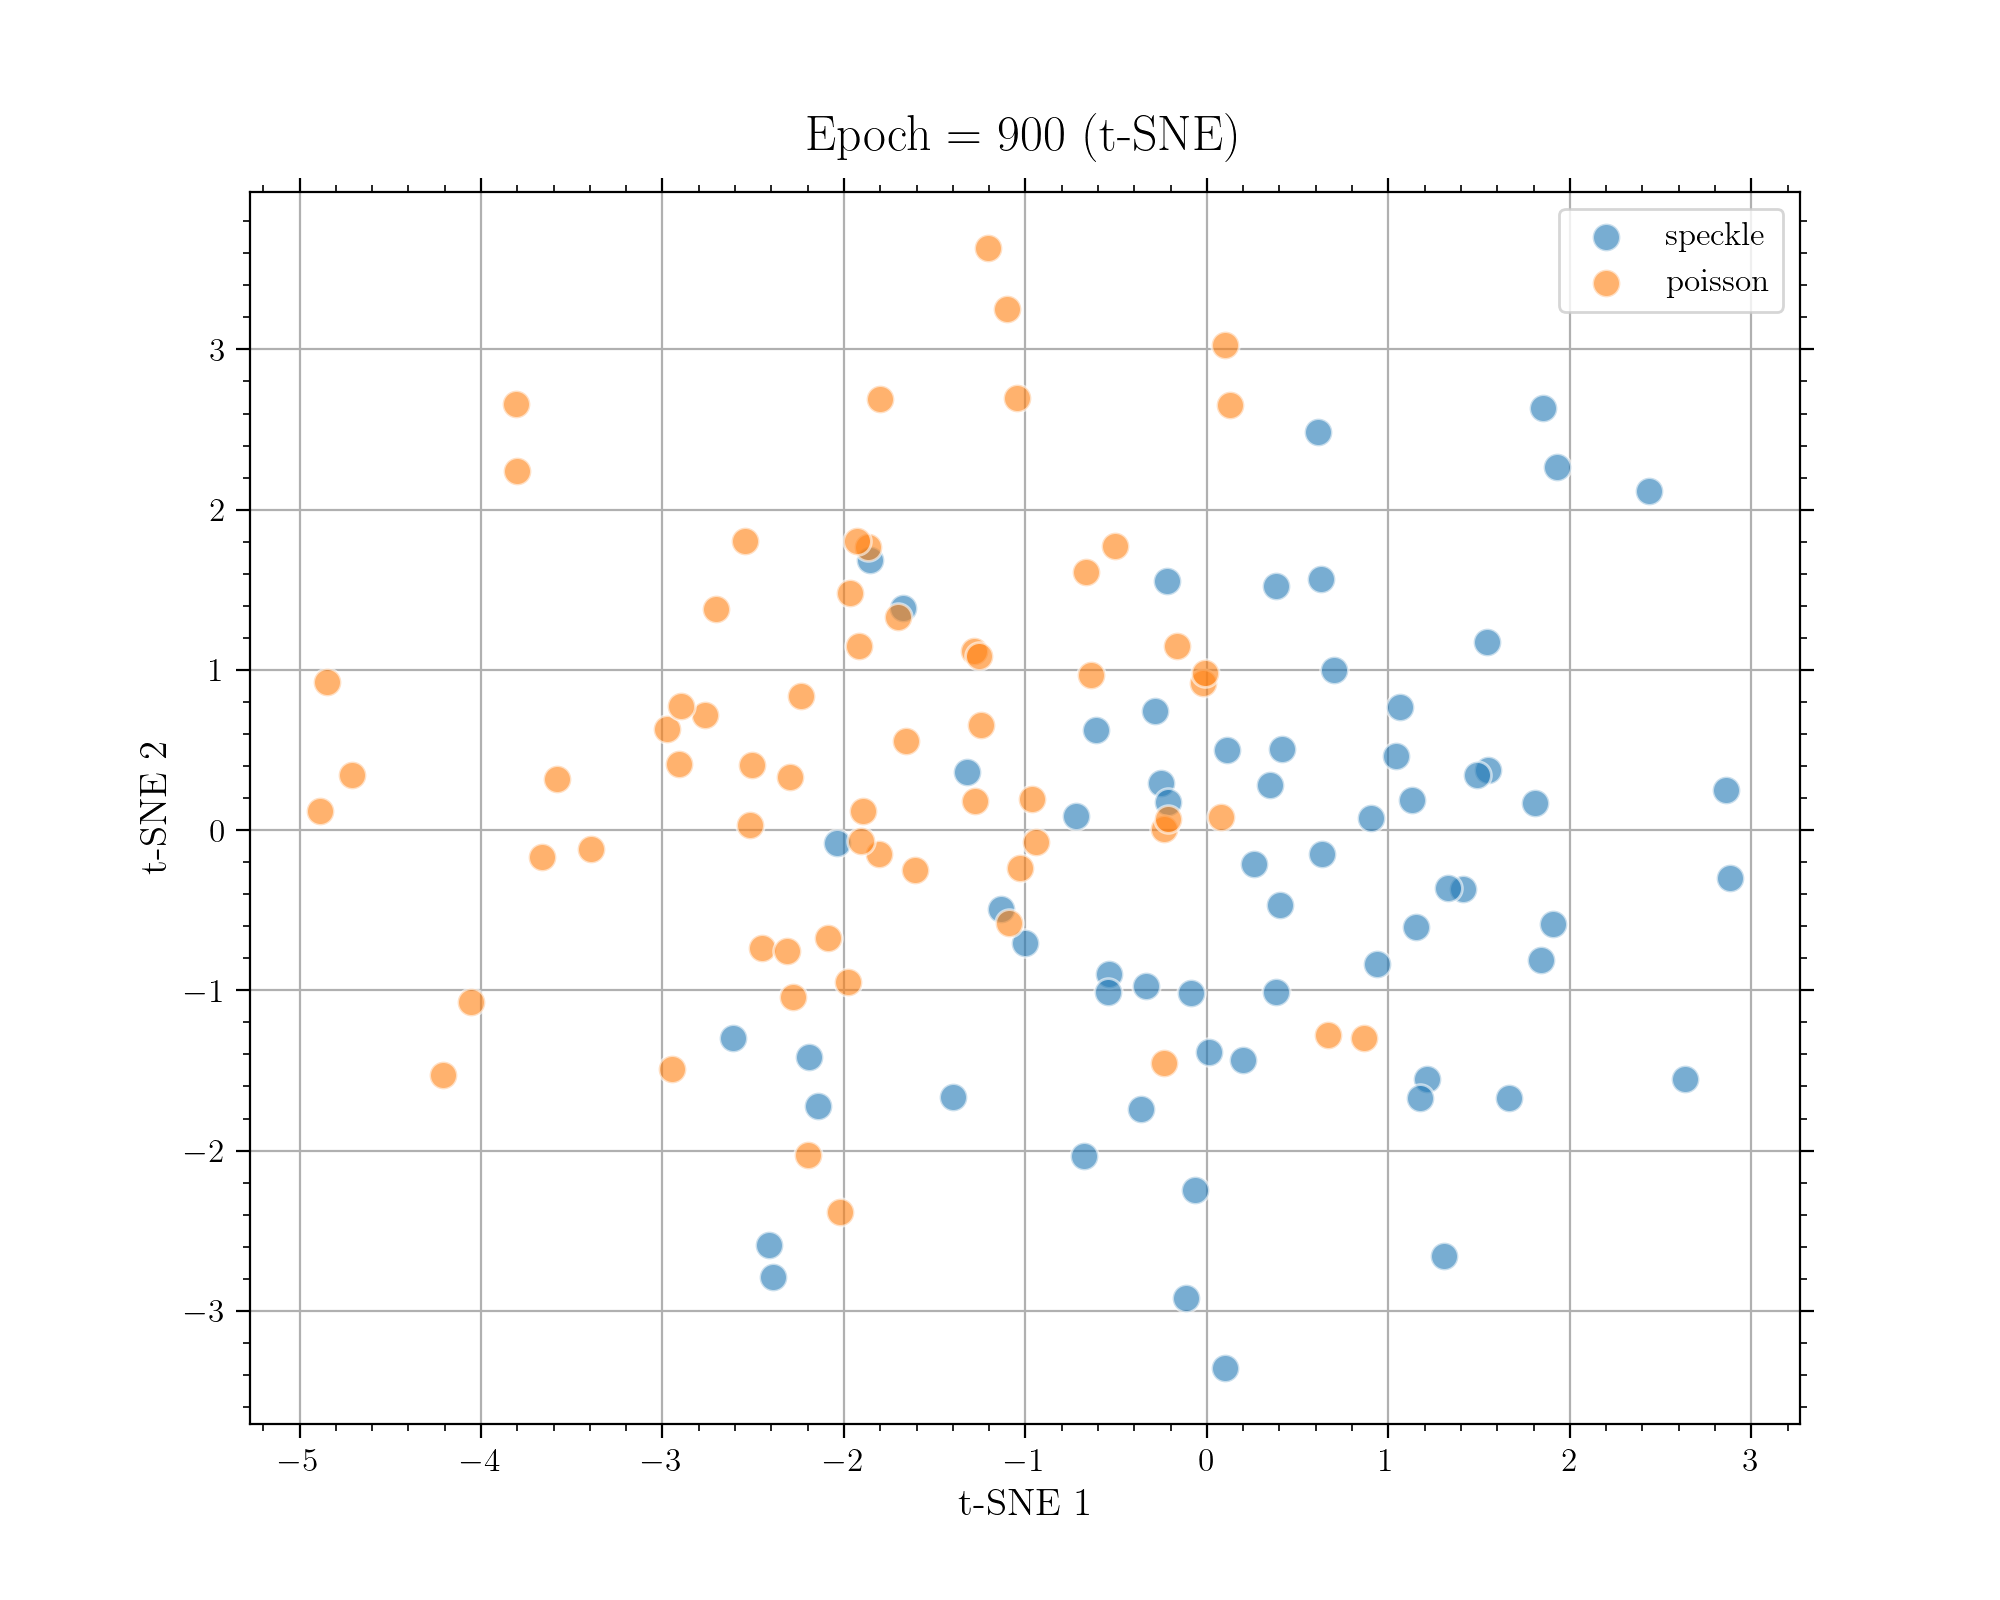 Epoch = 900 (t-SNE)
speckle
poisson
3
2
1
0
−1
−2
−3
t-SNE 2
−5 −4 −3 −2 −1 0 1 2 3
t-SNE 1